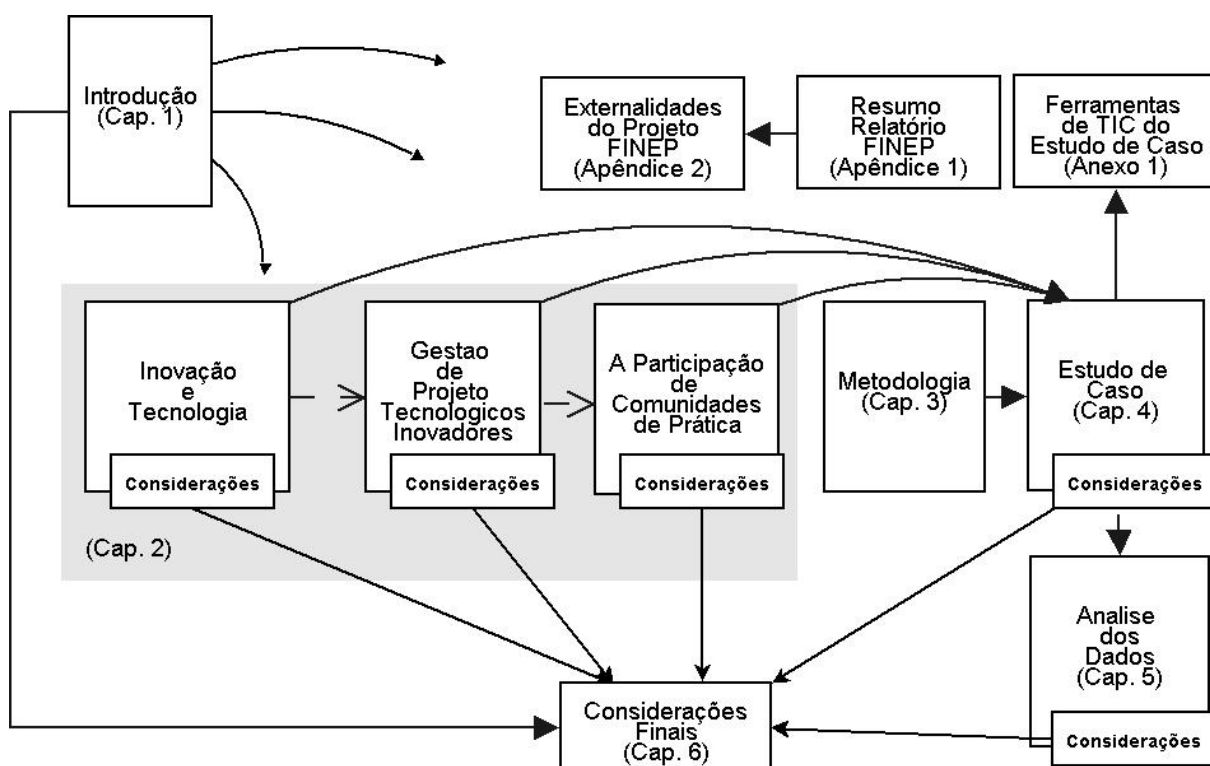 Introdução
(Cap. 1)
Externalidades
do Projeto
FINEP
(Apêndice 2)
Resumo
Relatório
FINEP
(Apêndice 1)
Ferramentas
de TIC do
Estudo de Caso
(Anexo 1)
Inovação
e
Tecnologia
Considerações
Gestao
de
Projeto
Tecnologicos
Inovadores
Considerações
A Participação
de
Comunidades
de Prática
Considerações
(Cap. 2)
Metodologia
(Cap. 3)
Estudo de
Caso
(Cap. 4)
Considerações
Analise
dos
Dados
(Cap. 5)
Considerações
Considerações
Finais
(Cap. 6)